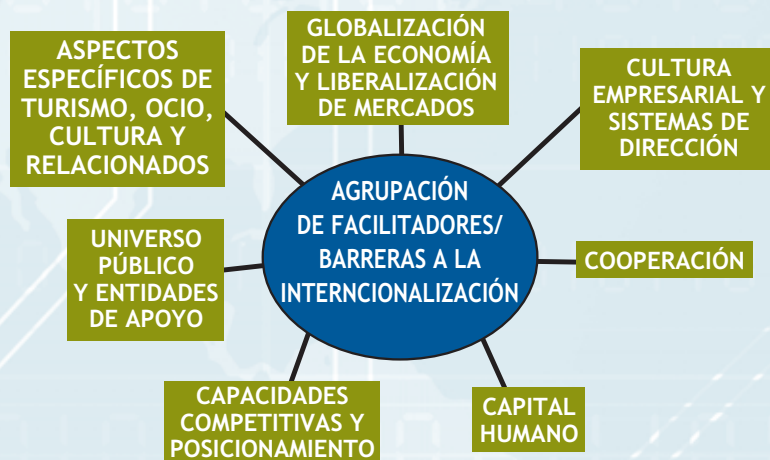 GLOBALIZACIÓN
DE LA ECONOMÍA
Y LIBERALIZACIÓN
DE MERCADOS
ASPECTOS
ESPECÍFICOS DE
TURISMO, OCIO,
CULTURA Y
RELACIONADOS
CULTURA
EMPRESARIAL Y
SISTEMAS DE
DIRECCIÓN
AGRUPACIÓN
DE FACILITADORES/
BARRERAS A LA
INTERNCIONALIZACIÓN
UNIVERSO
PÚBLICO
Y ENTIDADES
DE APOYO
COOPERACIÓN
CAPACIDADES
COMPETITIVAS Y
POSICIONAMIENTO
CAPITAL
HUMANO